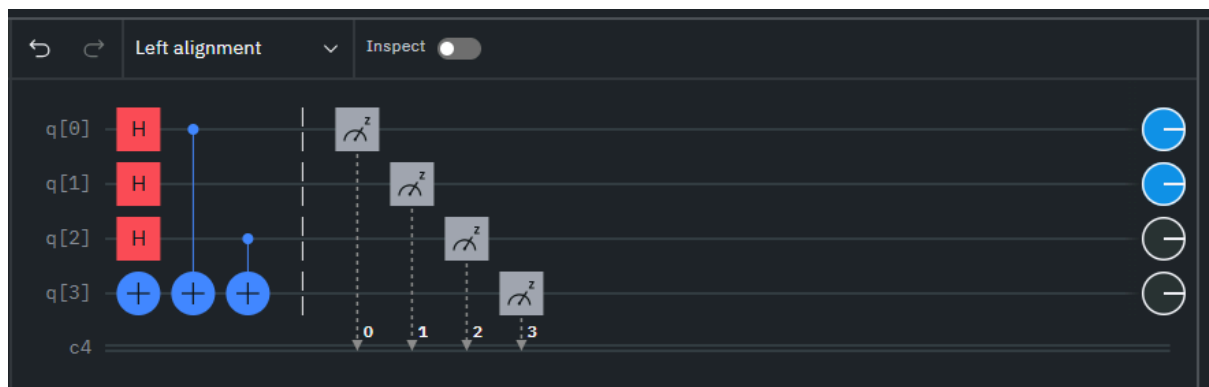 Left alignment Inspect
q[0] H z
q[1] H z
q[2] H z
q[3] + + + z
0 1 2 3
c4